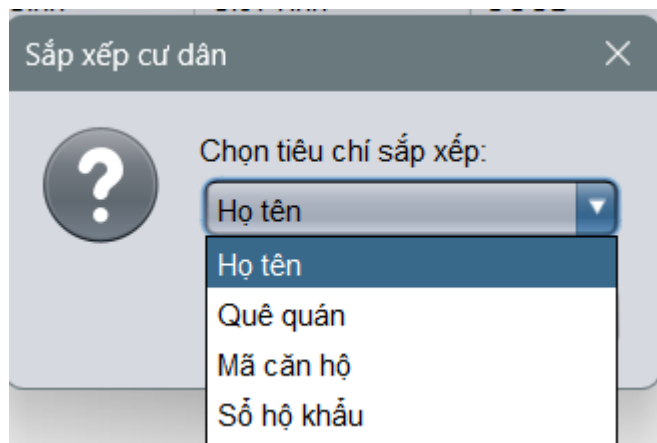 Sắp xếp cư dân
Chọn tiêu chí sắp xếp:
Họ tên
Họ tên
Quê quán
Mã căn hộ
Sổ hộ khẩu